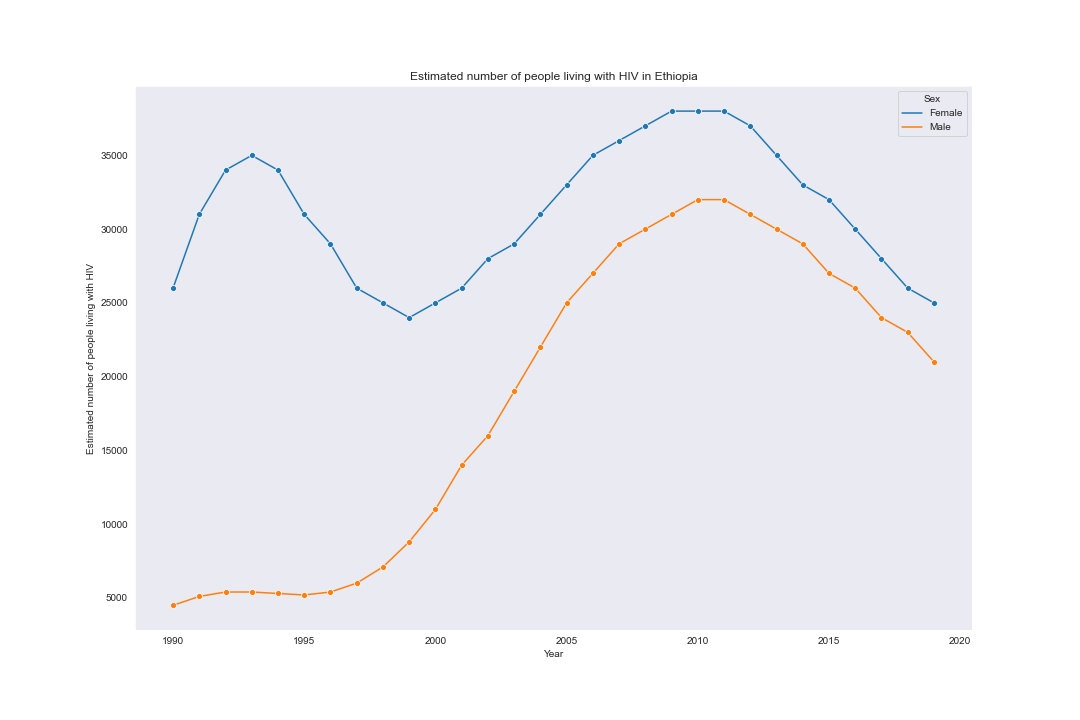 Estimated number of people living with HIV in Ethiopia
Sex
Female
Male
Estimated number of people living with HIV
35000
30000
25000
20000
15000
10000
5000
1990 1995 2000 2005 2010 2015 2020
Year